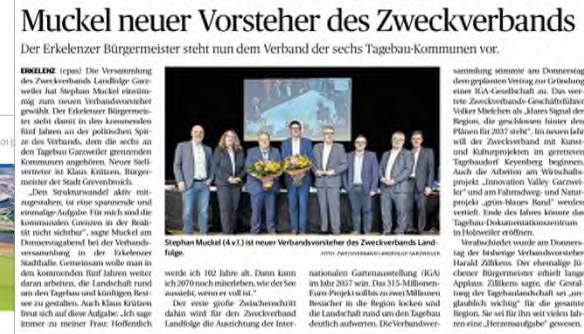 Muckel neuer Vorsteher des Zweckverbands
Der Erkelenzer Bürgermeister steht nun dem Verband der sechs Tagebau-Kommunen vor.
ERKELENZ (cpas) Die Versammlung
des Zweckverbands Landfolge Garz-
weiler hat Stephan Muckel einstim-
mig zum neuen Verbandsvorsteher
gewählt. Der Erkelenzer Bürgermeis-
ter steht damit in den kommenden
fünf Jahren an der politischen Spit-
ze des Verbands, dem die sechs an
den Tagebau Garzweiler grenzenden
Kommunen angehören. Neuer Stell-
vertreter ist Klaus Krützen, Bürger-
meister der Stadt Grevenbroich.
„Den Strukturwandel aktiv mit-
zugestalten, ist eine spannende und
einmalige Aufgabe. Für mich sind die
kommunalen Grenzen in der Reali-
tät nicht sichtbar", sagte Muckel am
Donnerstagabend bei der Verbands-
versammlung in der Erkelenzer
Stadthalle. Gemeinsam wolle man in
den kommenden fünf Jahren weiter
daran arbeiten, die Landschaft rund
um den Tagebau und künftigen Rest-
see zu gestalten. Auch Klaus Krützen
freut sich auf diese Aufgabe: „Ich sage
immer zu meiner Frau: Hoffentlich
Stephan Muckel (4.v.l.) ist neuer Verbandsvorsteher des Zweckverbands Land-
folge.
FOTO: ZWECKVERBAND LANDFOLGE GARZWEILER
werde ich 102 Jahre alt. Dann kann
ich 2070 noch miterleben, wie der See
aussieht, wenn er voll ist."
Der erste große Zwischenschritt
dahin wird für den Zweckverband
Landfolge die Ausrichtung der Inter-
nationalen Gartenausstellung (IGA)
im Jahr 2037 sein. Das 315-Millionen-
Euro-Projekt soll bis zu zwei Millionen
Besucher in die Region locken und
die Landschaft rund um den Tagebau
deutlich aufwerten. Die Verbandsver-
sammlung stimmte am Donnerstag
dem geplanten Vertrag zur Gründung
einer IGA-Gesellschaft zu. Das wer-
tete Zweckverbands-Geschäftsführer
Volker Mielchen als „klares Signal der
Region, die geschlossen hinter den
Plänen für 2037 steht". Im neuen Jahr
will der Zweckverband mit Kunst-
und Kulturprojekten im geretteten
Tagebaudorf Keyenberg beginnen.
Auch die Arbeiten am Wirtschafts-
projekt „Innovation Valley Garzwei-
ler" und am Fahrradweg- und Natur-
projekt „grün-blaues Band" werden
vertieft. Ende des Jahres könnte das
Tagebau-Dokumentationszentrum
in Holzweiler eröffnen.
Verabschiedet wurde am Donners-
tag der bisherige Verbandsvorsteher
Harald Zillikens. Der ehemalige Jü-
chener Bürgermeister erhielt lange
Applaus. Zillikens sagte, die Gestal-
tung der Tagebaulandschaft sei „un-
glaublich wichtig" für die gesamte
Region. Sie sei für ihn seit vielen Jah-
ren eine „Herzensaufgabe" gewesen.